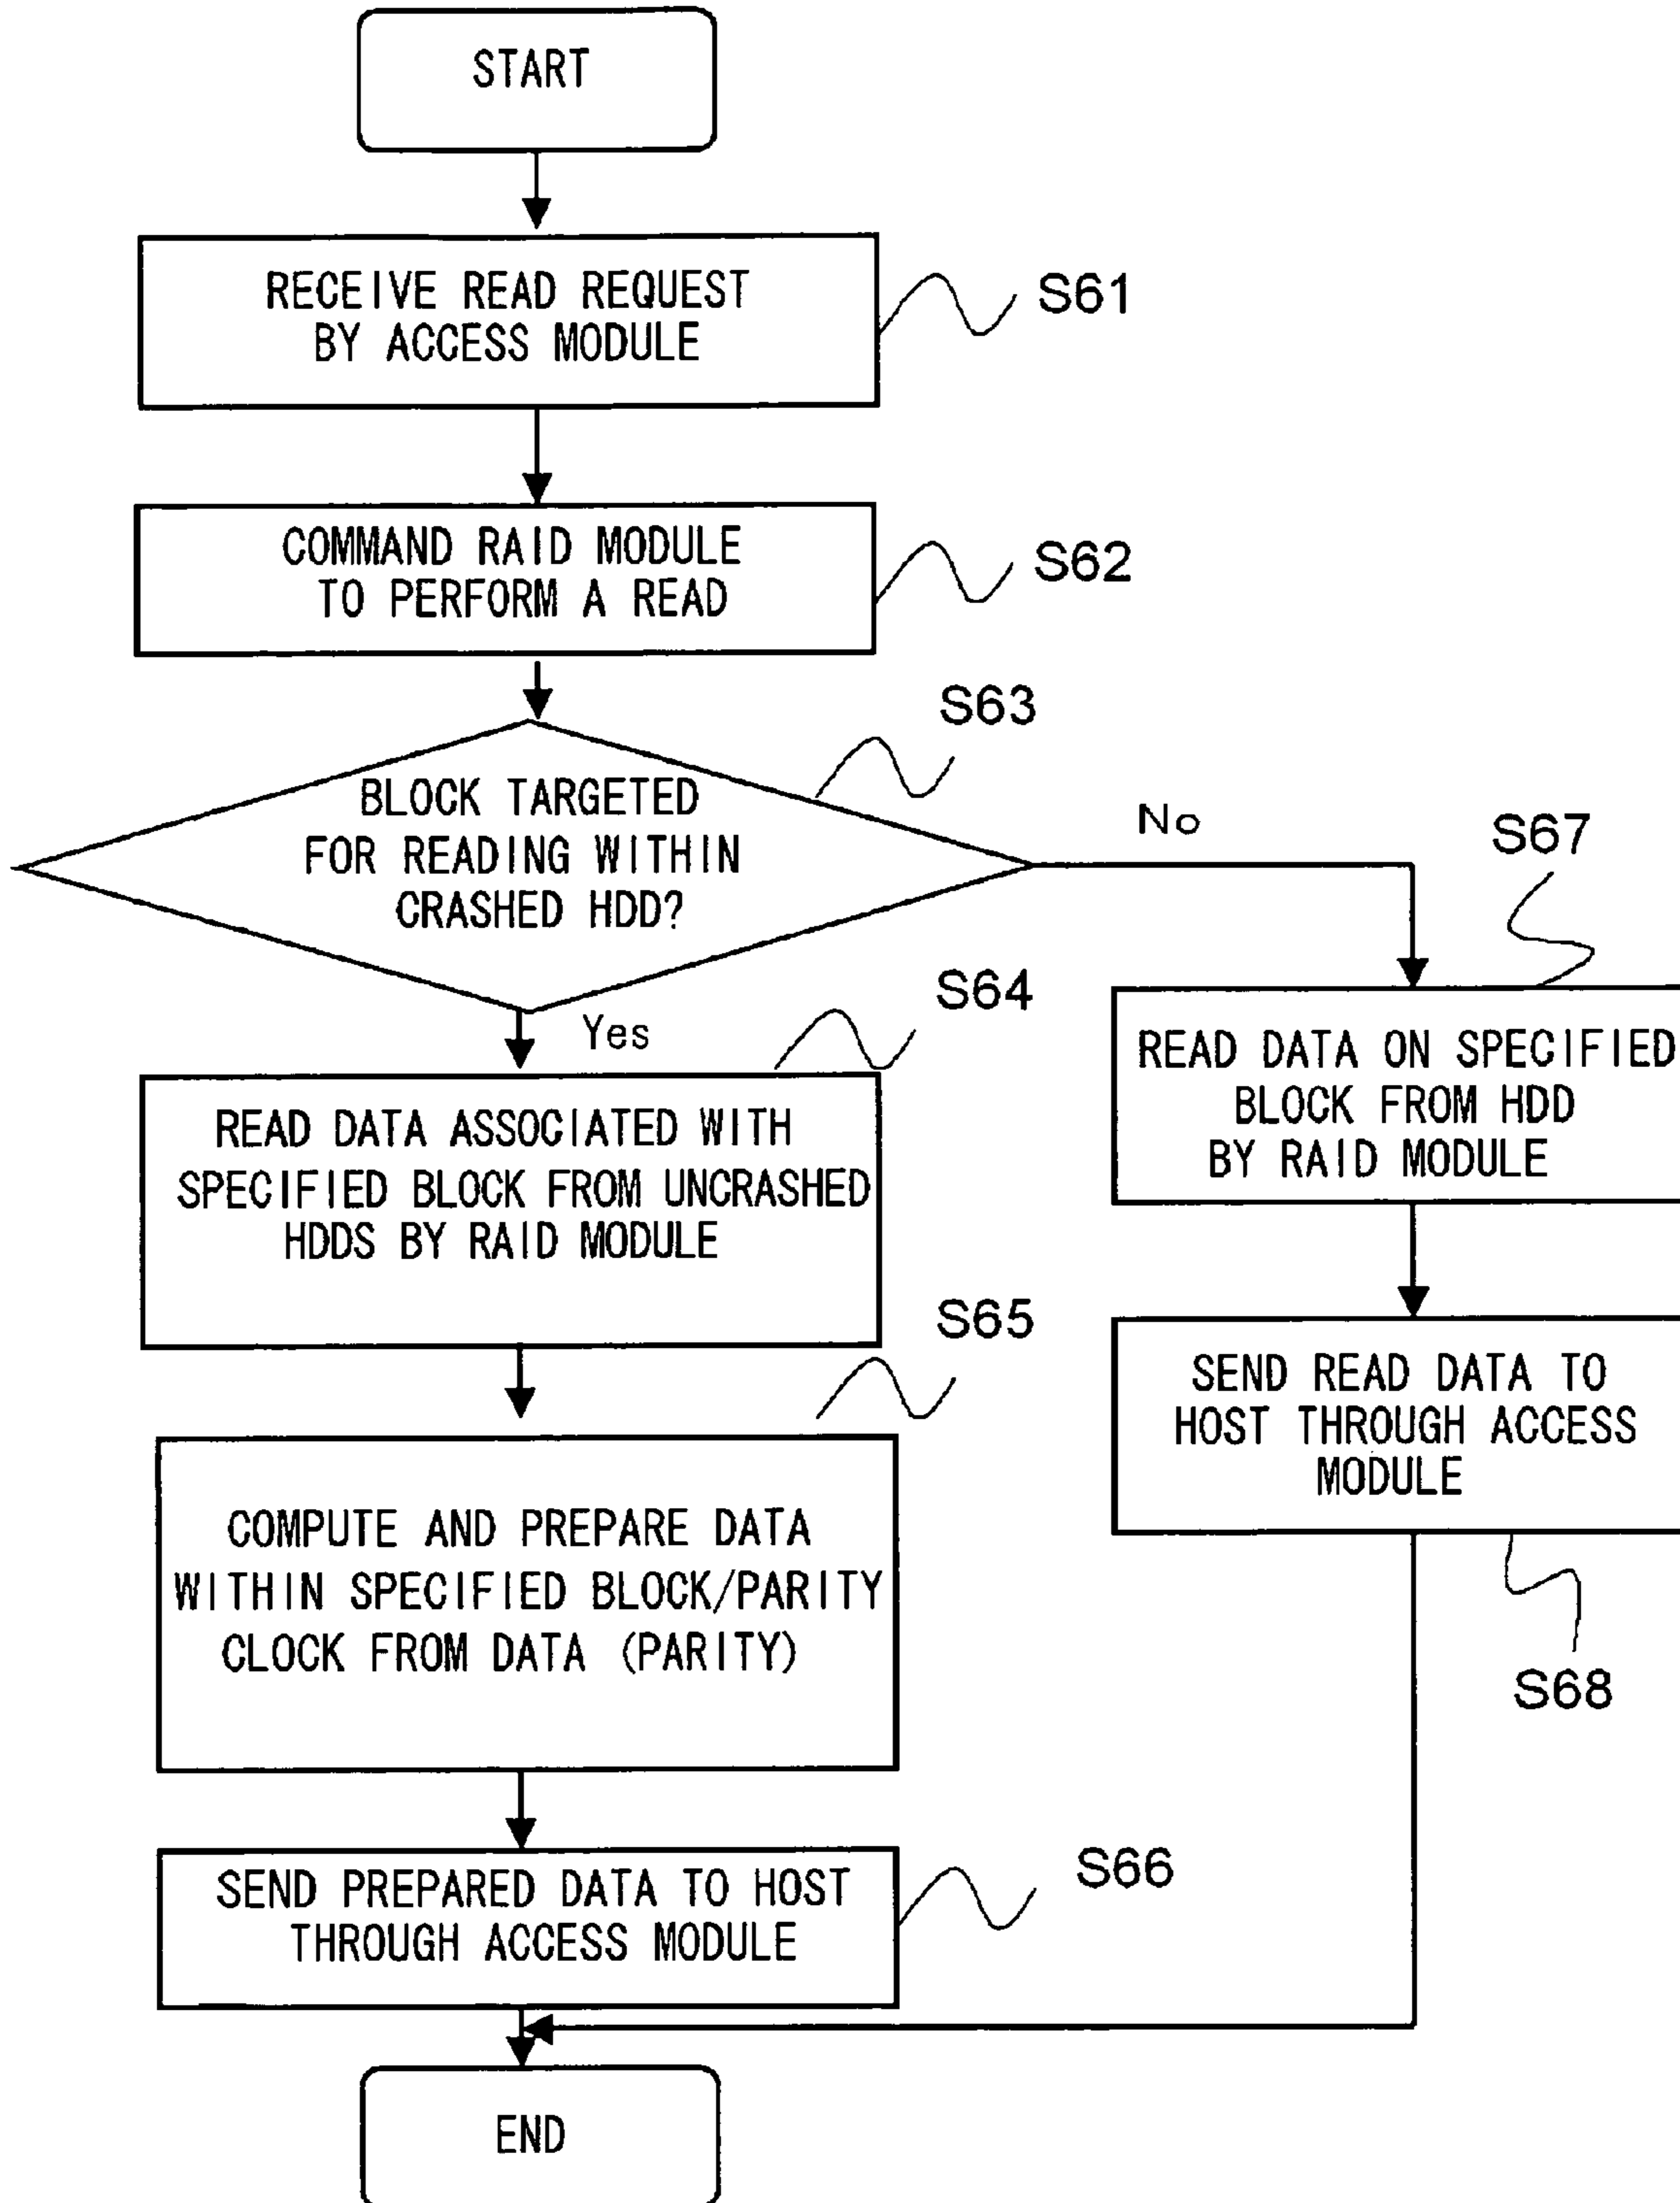 START
RECEIVE READ REQUEST
BY ACCESS MODULE
S61
COMMAND RAID MODULE
TO PERFORM A READ
S62
S63
BLOCK TARGETED
FOR READING WITHIN
CRASHED HDD?
No
Yes
S64
READ DATA ASSOCIATED WITH
SPECIFIED BLOCK FROM UNCRASHED
HDDS BY RAID MODULE
S65
COMPUTE AND PREPARE DATA
WITHIN SPECIFIED BLOCK/PARITY
CLOCK FROM DATA (PARITY)
SEND PREPARED DATA TO HOST
THROUGH ACCESS MODULE
S66
S67
READ DATA ON SPECIFIED
BLOCK FROM HDD
BY RAID MODULE
SEND READ DATA TO
HOST THROUGH ACCESS
MODULE
S68
END